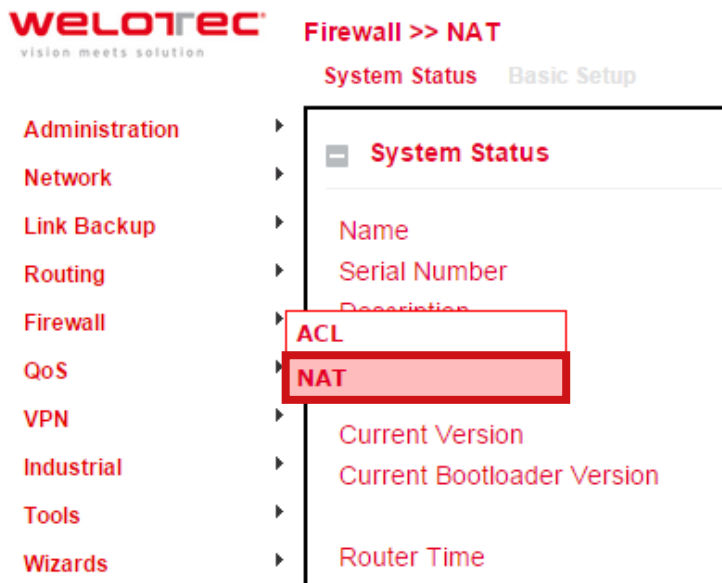 WeLOTEC
vision meets solution
Firewall >> NAT
System Status Basic Setup
Administration
Network
Link Backup
Routing
Firewall
QoS
VPN
Industrial
Tools
Wizards
System Status
Name
Serial Number
Description
ACL
NAT
Current Version
Current Bootloader Version
Router Time